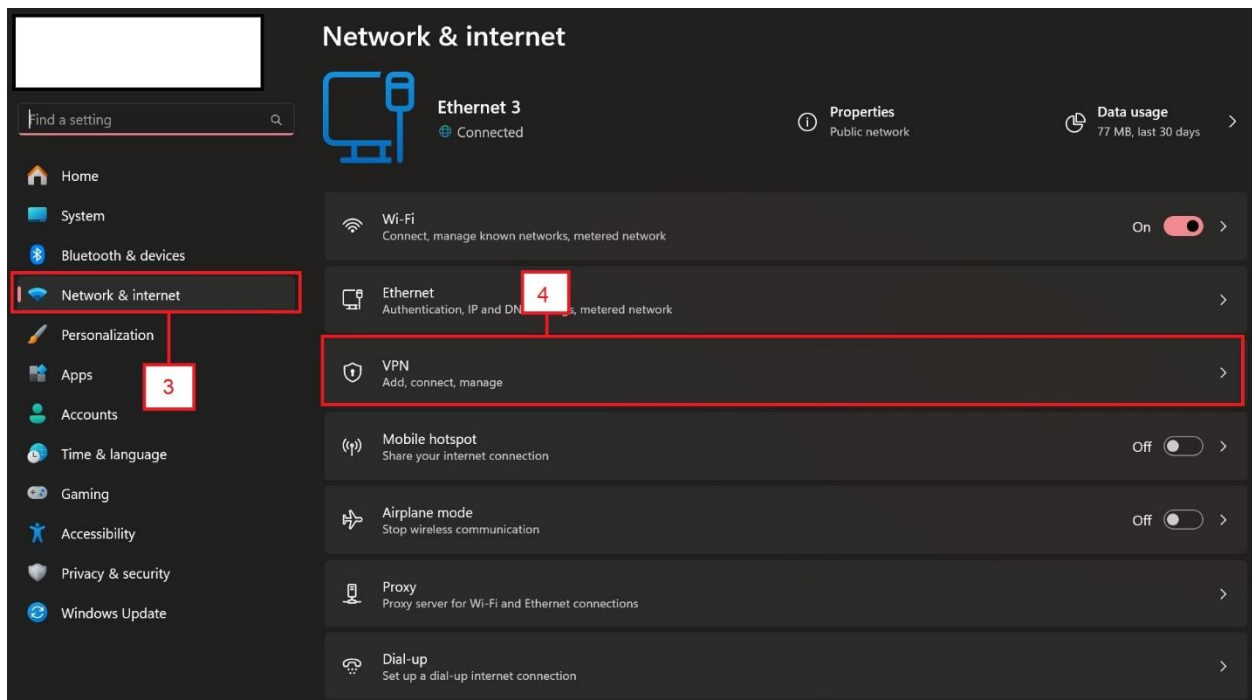 Network & internet
Find a setting
Ethernet 3
Connected
Properties
Public network
Data usage
77 MB, last 30 days
Home
System
Bluetooth & devices
Network & internet
Personalization
Apps
Accounts
Time & language
Gaming
Accessibility
Privacy & security
Windows Update
3
Wi-Fi
Connect, manage known networks, metered network
On
Ethernet
Authentication, IP and DN s, metered network
4
VPN
Add, connect, manage
Mobile hotspot
Share your internet connection
Off
Airplane mode
Stop wireless communication
Off
Proxy
Proxy server for Wi-Fi and Ethernet connections
Dial-up
Set up a dial-up internet connection